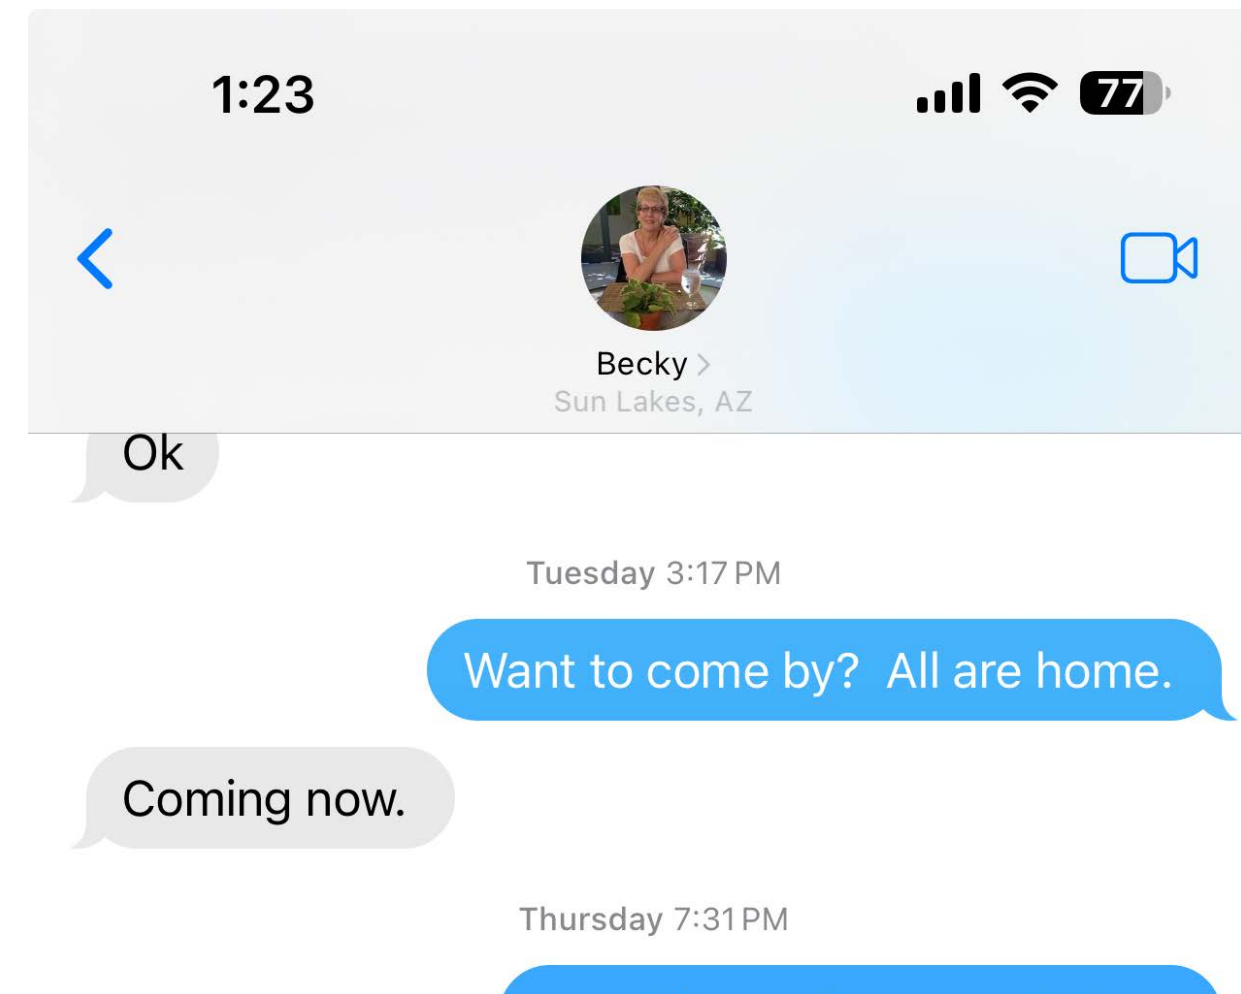 1:23
77
Becky
Sun Lakes, AZ
Ok
Tuesday 3:17 PM
Want to come by?  All are home.
Coming now.
Thursday 7:31 PM